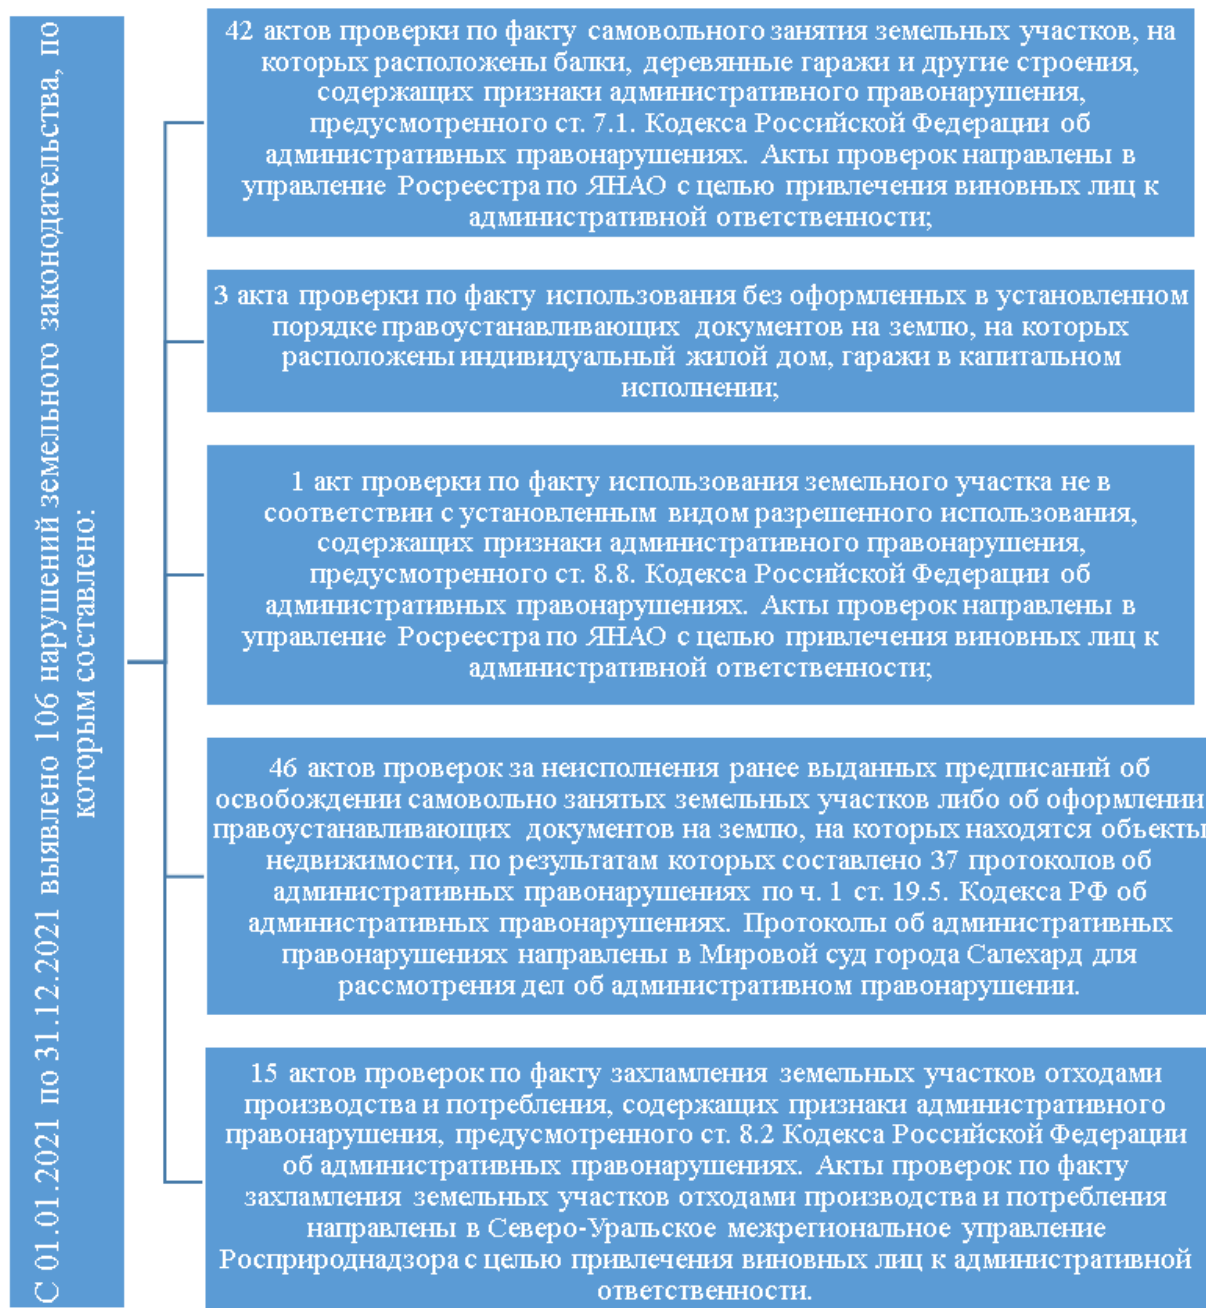 С 01.01.2021 по 31.12.2021 выявлено 106 нарушений земельного законодательства, по
которым составлено:
42 актов проверки по факту самовольного занятия земельных участков, на
которых расположены балки, деревянные гаражи и другие строения,
содержащих признаки административного правонарушения,
предусмотренного ст. 7.1. Кодекса Российской Федерации об
административных правонарушениях. Акты проверок направлены в
управление Росреестра по ЯНАО с целью привлечения виновных лиц к
административной ответственности;
3 акта проверки по факту использования без оформленных в установленном
порядке правоустанавливающих документов на землю, на которых
расположены индивидуальный жилой дом, гаражи в капитальном
исполнении;
1 акт проверки по факту использования земельного участка не в
соответствии с установленным видом разрешенного использования,
содержащих признаки административного правонарушения,
предусмотренного ст. 8.8. Кодекса Российской Федерации об
административных правонарушениях. Акты проверок направлены в
управление Росреестра по ЯНАО с целью привлечения виновных лиц к
административной ответственности;
46 актов проверок за неисполнения ранее выданных предписаний об
освобождении самовольно занятых земельных участков либо об оформлении
правоустанавливающих документов на землю, на которых находятся объекты
недвижимости, по результатам которых составлено 37 протоколов об
административных правонарушениях по ч. 1 ст. 19.5. Кодекса РФ об
административных правонарушениях. Протоколы об административных
правонарушениях направлены в Мировой суд города Салехард для
рассмотрения дел об административном правонарушении.
15 актов проверок по факту захламления земельных участков отходами
производства и потребления, содержащих признаки административного
правонарушения, предусмотренного ст. 8.2 Кодекса Российской Федерации
об административных правонарушениях. Акты проверок по факту
захламления земельных участков отходами производства и потребления
направлены в Северо-Уральское межрегиональное управление
Росприроднадзора с целью привлечения виновных лиц к административной
ответственности.